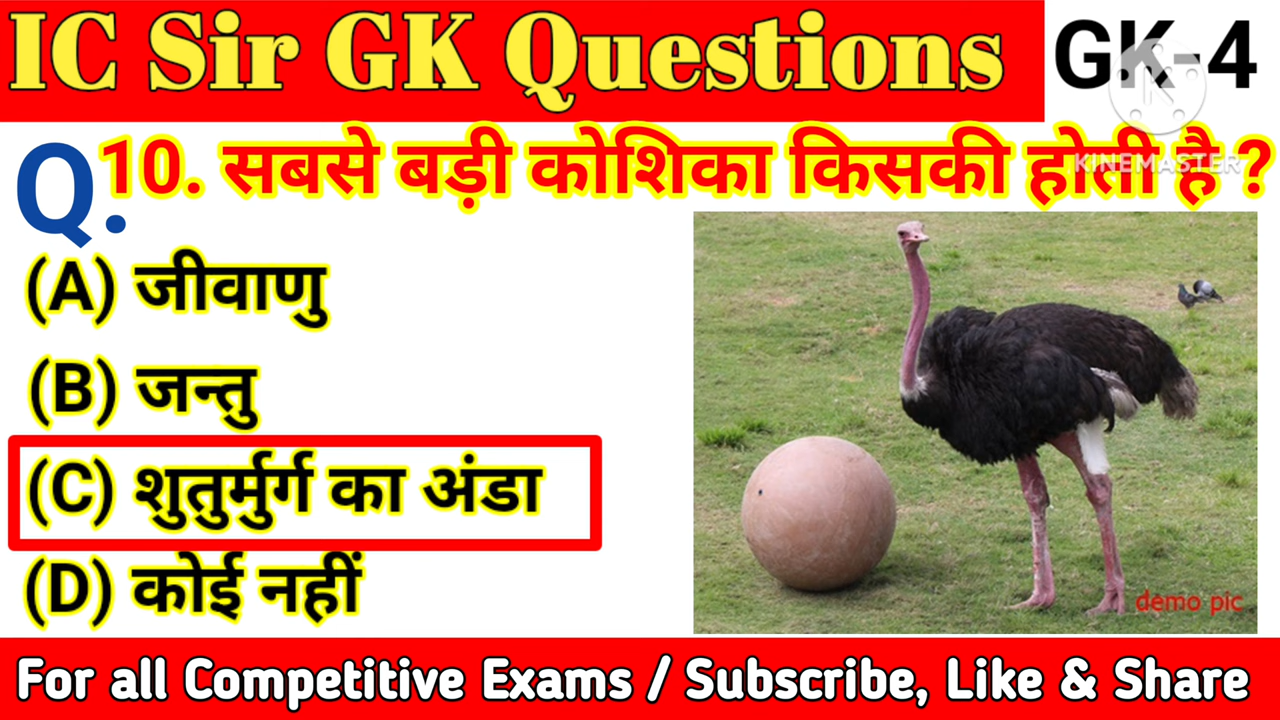 IC Sir GK Questions
GK-4
KINEMASTER
Q.10. सबसे बड़ी कोशिका किसकी होती है ?
(A) जीवाणु
(B) जन्तु
(C) शुतुर्मुर्ग का अंडा
(D) कोई नहीं
demo pic
For all Competitive Exams / Subscribe, Like & Share